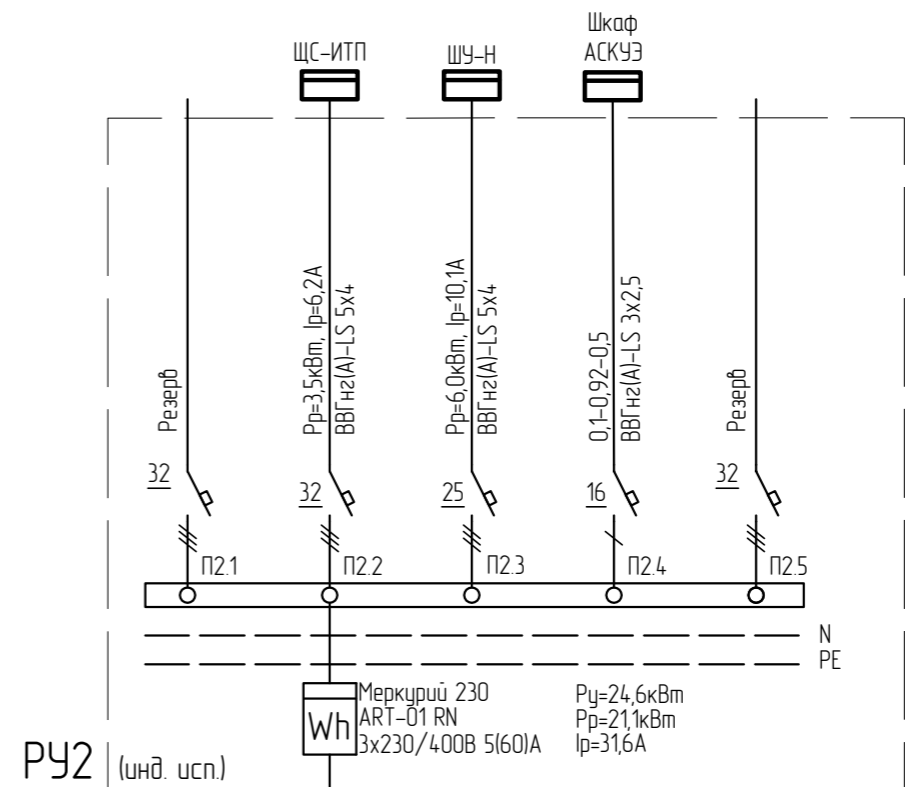 ЩС-ИТП
ШУ-Н
Шкаф
АСКУЭ
Резерв
Рр=3,5кВт, Iр=6,2А
ВВГнг(А)-LS 5х4
Рр=6,0кВт, Iр=10,1А
ВВГнг(А)-LS 5х4
0,1-0,92-0,5
ВВГнг(А)-LS 3х2,5
Резерв
32
32
25
16
32
П2.1
П2.2
П2.3
П2.4
П2.5
N
PE
Wh
Меркурий 230
ART-01 RN
3х230/400В 5(60)А
Ру=24,6кВт
Рр=21,1кВт
Iр=31,6А
РУ2 (инд. исп.)